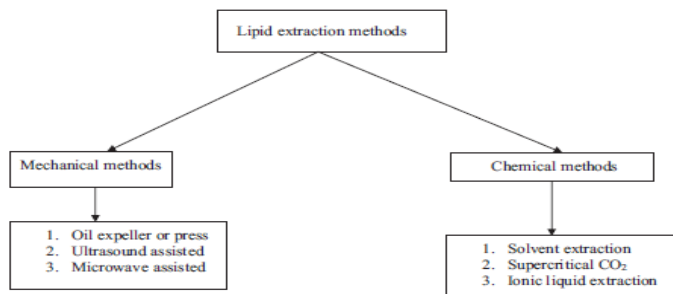 Lipid extraction methods
Mechanical methods
Chemical methods
1. Oil expeller or press
2. Ultrasound assisted
3. Microwave assisted
1. Solvent extraction
2. Supercritical CO₂
3. Ionic liquid extraction